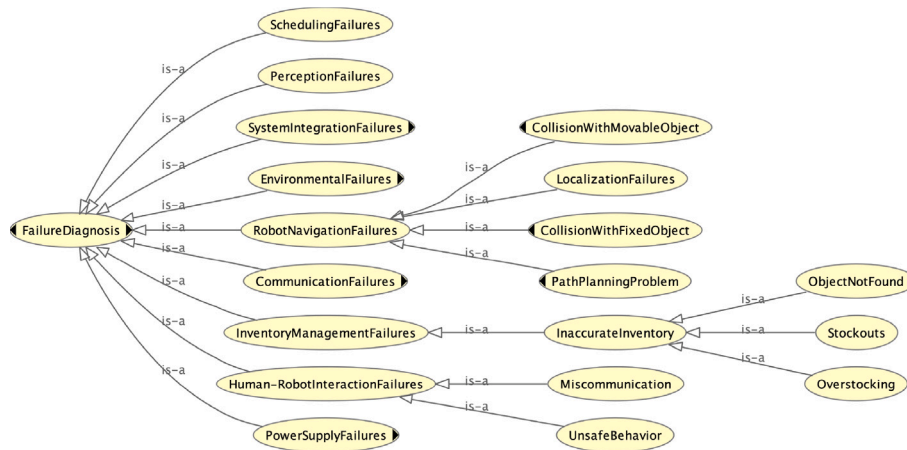 SchedulingFailures
is-a
PerceptionFailures
is-a
SystemIntegrationFailures
CollisionWithMovableObject
is-a
is-a
EnvironmentalFailures
LocalizationFailures
is-a
is-a
FailureDiagnosis
is-a
RobotNavigationFailures
is-a
CollisionWithFixedObject
is-a
is-a
CommunicationFailures
PathPlanningProblem
ObjectNotFound
is-a
is-a
InventoryManagementFailures
is-a
InaccurateInventory
is-a
Stockouts
is-a
is-a
Human-RobotInteractionFailures
is-a
Miscommunication
Overstocking
is-a
is-a
PowerSupplyFailures
UnsafeBehavior